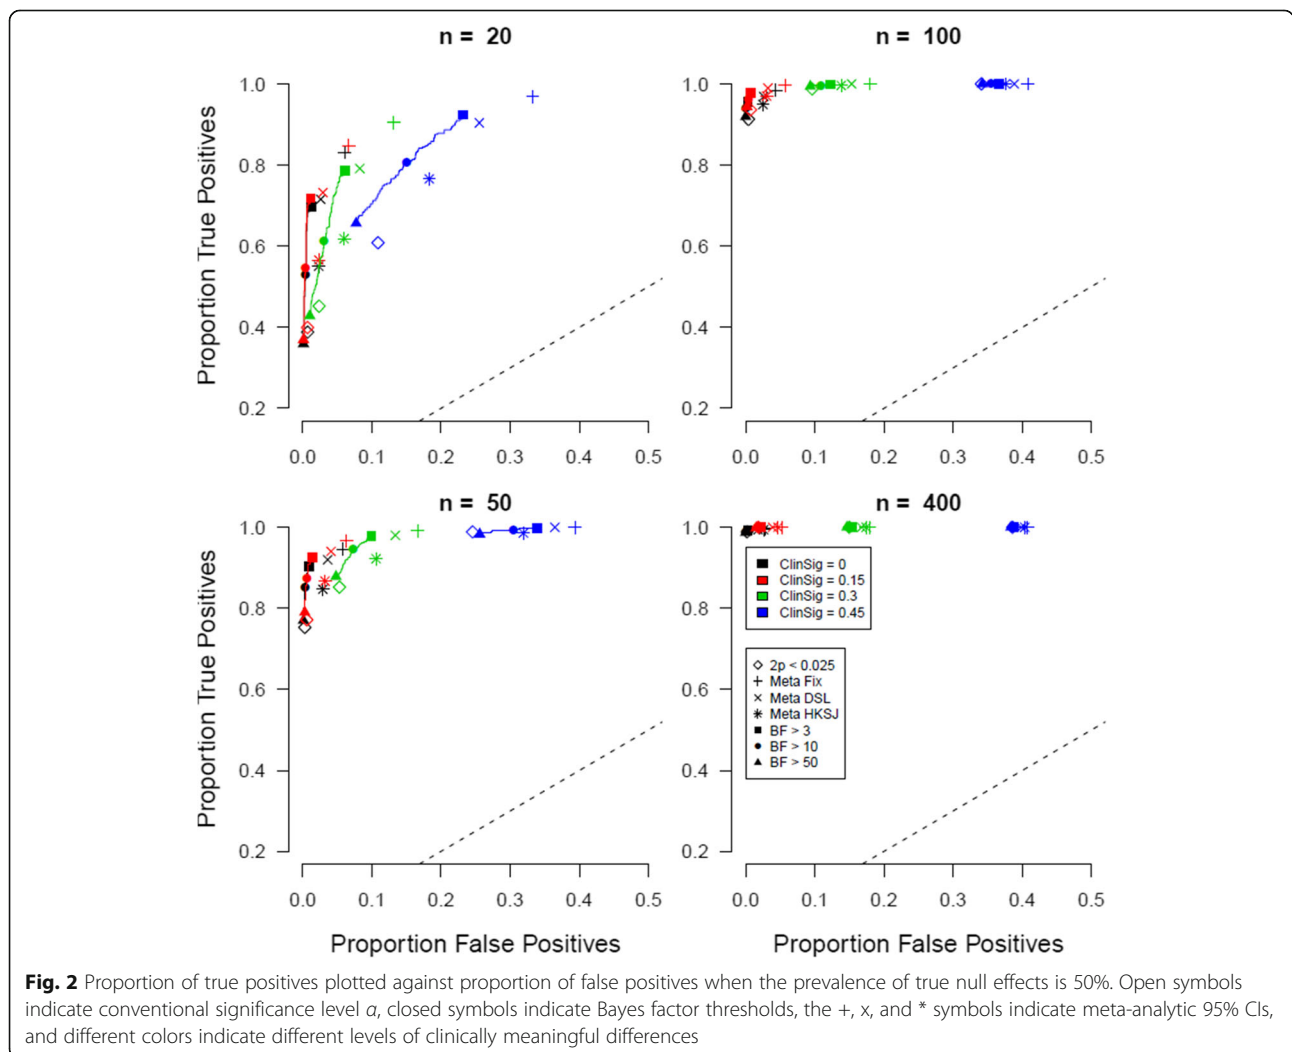 n = 20
n = 100
Proportion True Positives
1.0
0.8
0.6
0.4
0.2
0.0 0.1 0.2 0.3 0.4 0.5
1.0
0.8
0.6
0.4
0.2
0.0 0.1 0.2 0.3 0.4 0.5
n = 50
n = 400
Proportion True Positives
1.0
0.8
0.6
0.4
0.2
0.0 0.1 0.2 0.3 0.4 0.5
Proportion False Positives
1.0
0.8
0.6
0.4
0.2
ClinSig = 0
ClinSig = 0.15
ClinSig = 0.3
ClinSig = 0.45
2p < 0.025
Meta Fix
Meta DSL
Meta HKSJ
BF > 3
BF > 10
BF > 50
0.0 0.1 0.2 0.3 0.4 0.5
Proportion False Positives
Fig. 2 Proportion of true positives plotted against proportion of false positives when the prevalence of true null effects is 50%. Open symbols
indicate conventional significance level α, closed symbols indicate Bayes factor thresholds, the +, x, and * symbols indicate meta-analytic 95% CIs,
and different colors indicate different levels of clinically meaningful differences